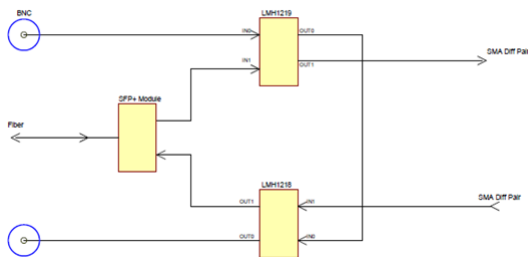 BNC
LMH1219
IN0
OUT0
SMA Diff Pair
IN1
OUT1
SFP+ Module
Fiber
LMH1218
SMA Diff Pair
OUT1
IN1
OUT0
IN0